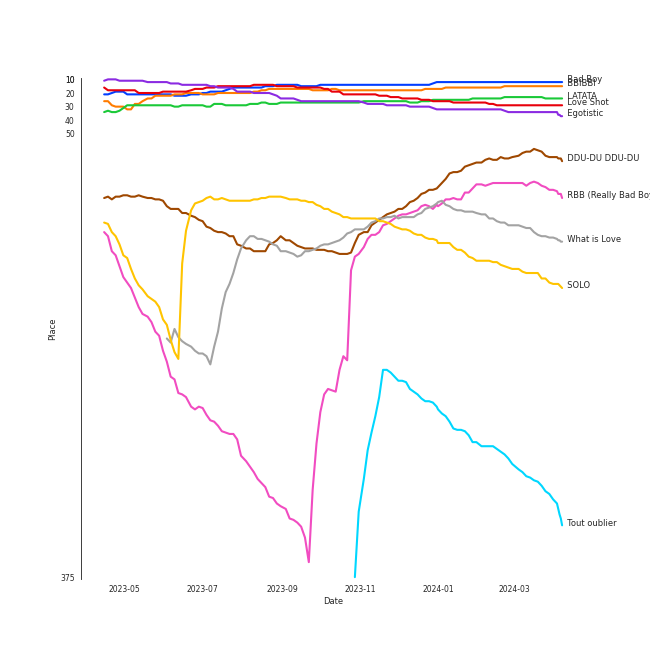 10
10
20
30
40
50
375
Place
2023-05
2023-07
2023-09
2023-11
2024-01
2024-03
Date
Bad Boy
LATATA
Love Shot
Egotistic
DDU-DU DDU-DU
RBB (Really Bad Boy
What is Love
SOLO
Tout oublier